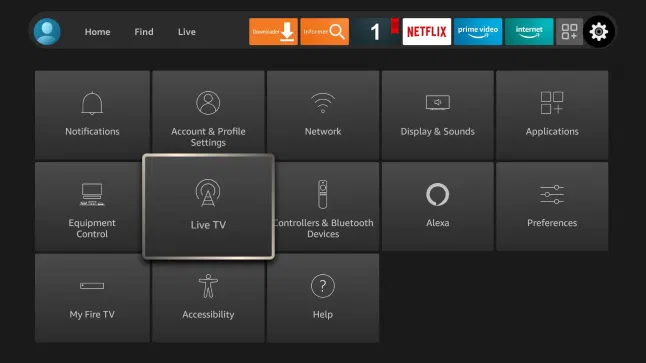 Home
Find
Live
Downloader
Informer
1
NETFLIX
prime video
internet
Notifications
Account & Profile
Settings
Network
Display & Sounds
Applications
Equipment
Control
Live TV
Controllers & Bluetooth
Devices
Alexa
Preferences
My Fire TV
Accessibility
Help
?